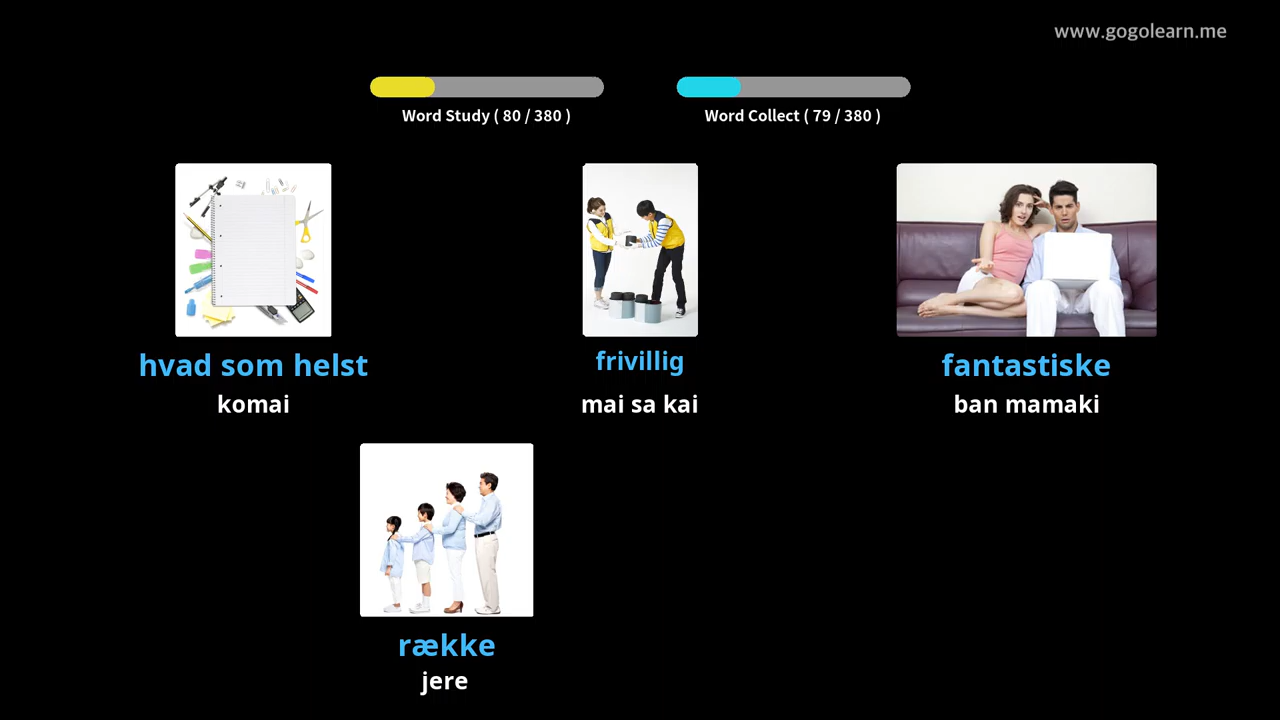 www.gogolearn.me
Word Study ( 80 / 380 )
Word Collect ( 79 / 380 )
hvad som helst
komai
frivillig
mai sa kai
fantastiske
ban mamaki
række
jere